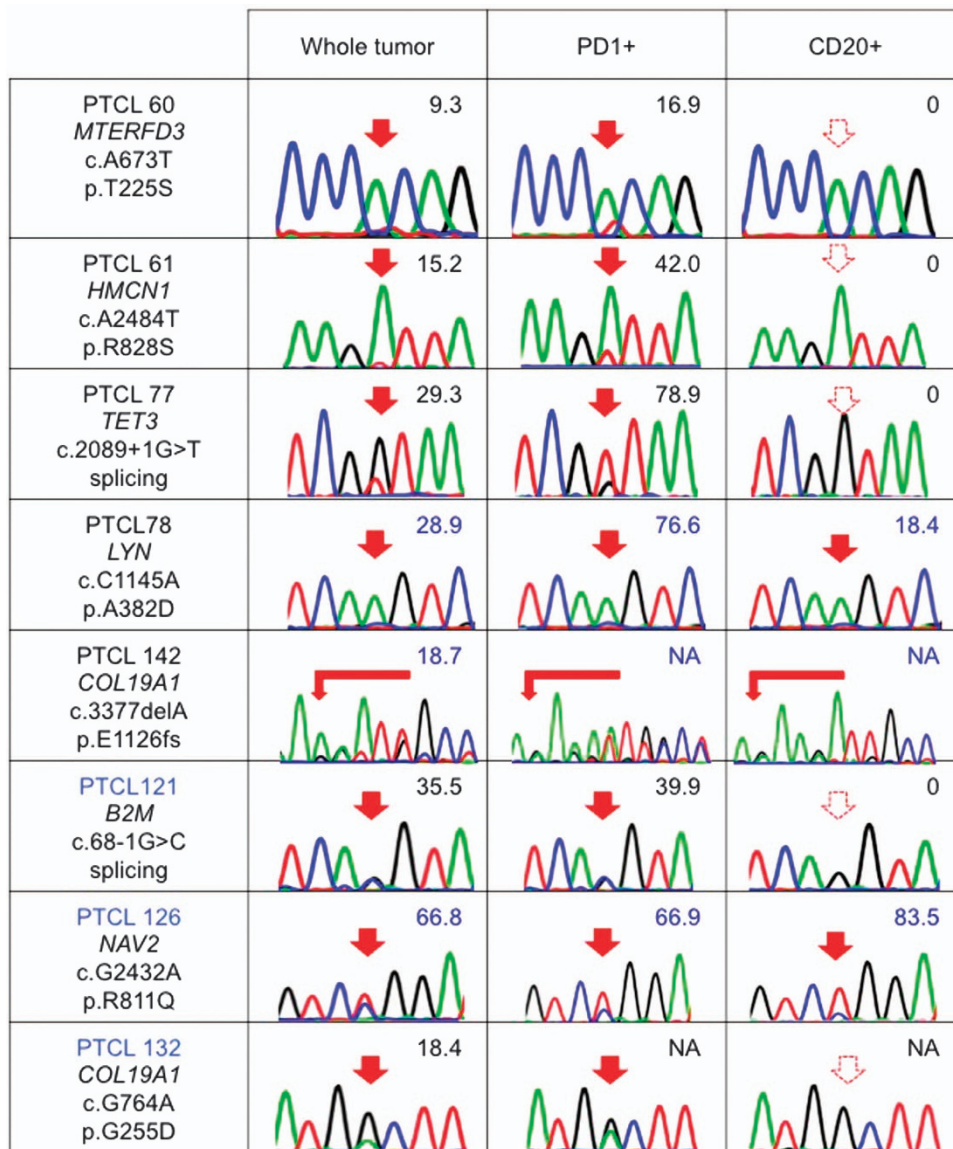 Whole tumor PD1+ CD20+
PTCL 60 9.3 16.9 0
MTERFD3
c.A673T
p.T225S
PTCL 61 15.2 42.0 0
HMCN1
c.A2484T
p.R828S
PTCL 77 29.3 78.9 0
TET3
c.2089+1G>T
splicing
PTCL78 28.9 76.6 18.4
LYN
c.C1145A
p.A382D
PTCL 142 18.7 NA NA
COL19A1
c.3377delA
p.E1126fs
PTCL121 35.5 39.9 0
B2M
c.68-1G>C
splicing
PTCL 126 66.8 66.9 83.5
NAV2
c.G2432A
p.R811Q
PTCL 132 18.4 NA NA
COL19A1
c.G764A
p.G255D